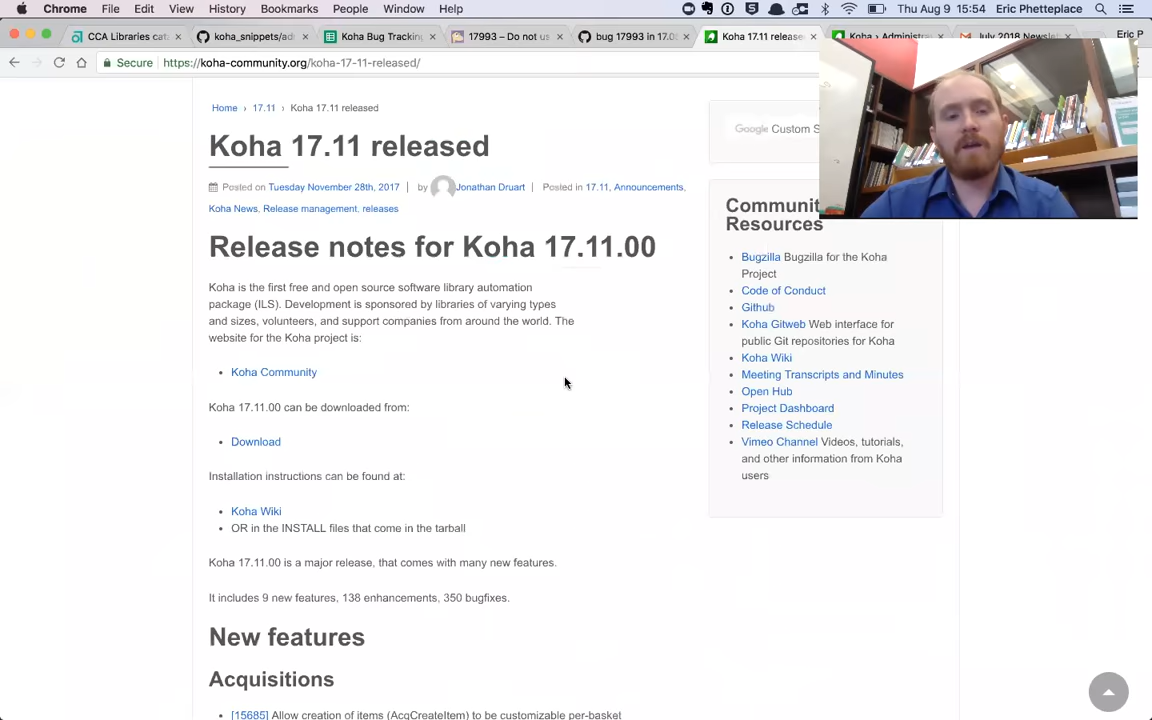 Chrome File Edit View History Bookmarks People Window Help Thu Aug 9 15:54 Eric Phetteplace
CCA Libraries cat
koha_snippets/ad
Koha Bug Tracking
17993 – Do not us
bug 17993 in 17.0
Koha 17.11 release
Koha › Administra
July 2018 Newsle
Eric P
Secure https://koha-community.org/koha-17-11-released/
Home › 17.11 › Koha 17.11 released
Koha 17.11 released
Posted on Tuesday November 28th, 2017 | by Jonathan Druart | Posted in 17.11, Announcements,
Koha News, Release management, releases
Release notes for Koha 17.11.00
Koha is the first free and open source software library automation
package (ILS). Development is sponsored by libraries of varying types
and sizes, volunteers, and support companies from around the world. The
website for the Koha project is:
• Koha Community
Koha 17.11.00 can be downloaded from:
• Download
Installation instructions can be found at:
• Koha Wiki
• OR in the INSTALL files that come in the tarball
Koha 17.11.00 is a major release, that comes with many new features.
It includes 9 new features, 138 enhancements, 350 bugfixes.
New features
Acquisitions
• [15685] Allow creation of items (AcqCreateItem) to be customizable per-basket
Google Custom S
Communit
Resources
• Bugzilla Bugzilla for the Koha
Project
• Code of Conduct
• Github
• Koha Gitweb Web interface for
public Git repositories for Koha
• Koha Wiki
• Meeting Transcripts and Minutes
• Open Hub
• Project Dashboard
• Release Schedule
• Vimeo Channel Videos, tutorials,
and other information from Koha
users